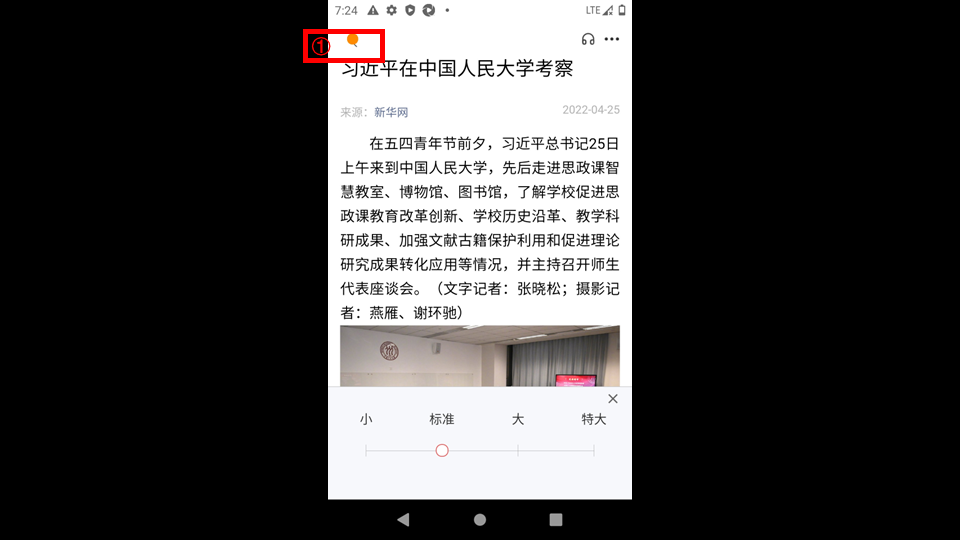 7:24
LTE
①
习近平在中国人民大学考察
来源：新华网
2022-04-25
在五四青年节前夕，习近平总书记25日
上午来到中国人民大学，先后走进思政课智
慧教室、博物馆、图书馆，了解学校促进思
政课教育改革创新、学校历史沿革、教学科
研成果、加强文献古籍保护利用和促进理论
研究成果转化应用等情况，并主持召开师生
代表座谈会。（文字记者：张晓松；摄影记
者：燕雁、谢环驰）
小 标准 大 特大